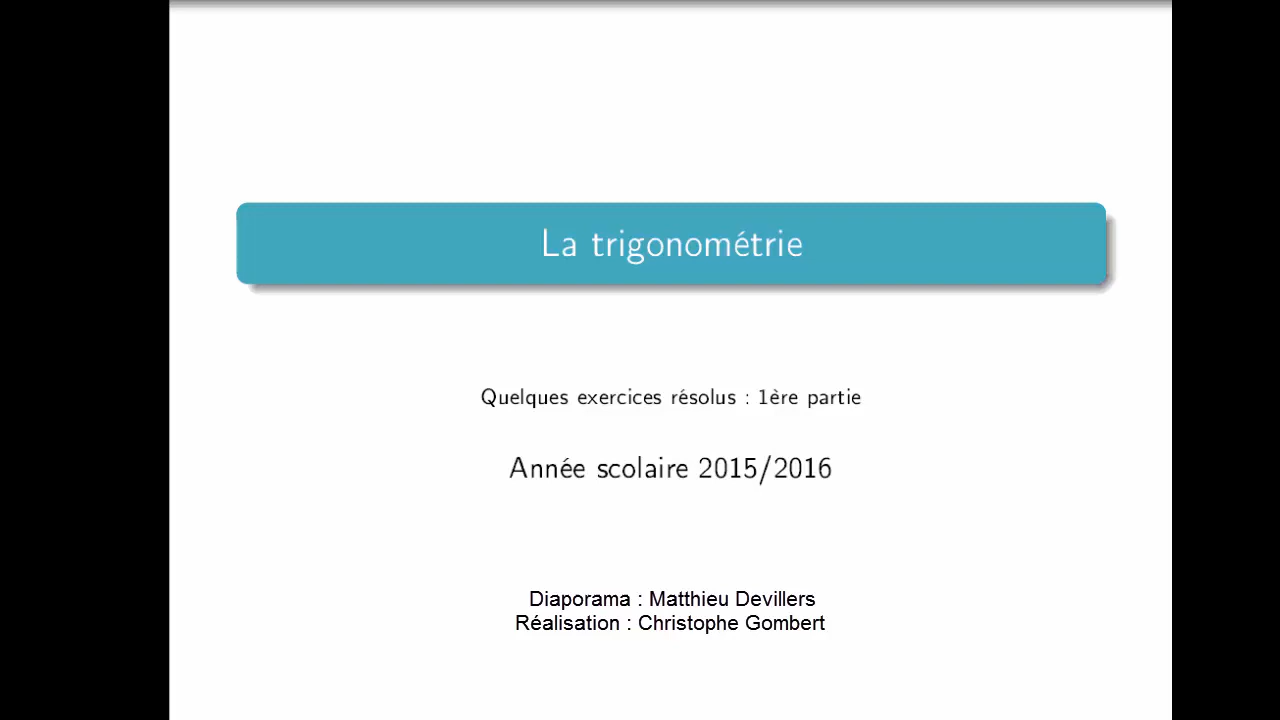 La trigonométrie
Quelques exercices résolus : 1ère partie
Année scolaire 2015/2016
Diaporama : Matthieu Devillers
Réalisation : Christophe Gombert